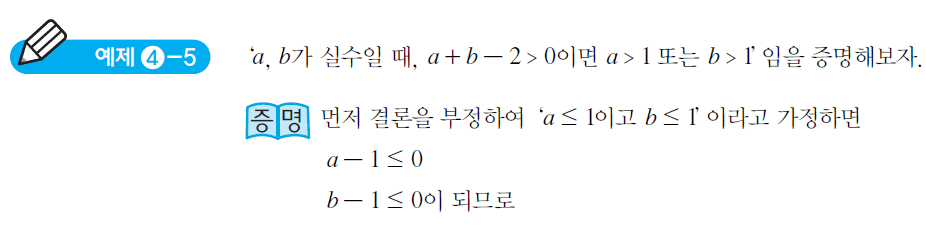 예제 4-5 ‘a, b가 실수일 때, a + b − 2 > 0이면 a > 1 또는 b > 1’ 임을 증명해보자.
증명 먼저 결론을 부정하여 ‘a ≤ 1이고 b ≤ 1’ 이라고 가정하면
a − 1 ≤ 0
b − 1 ≤ 0이 되므로